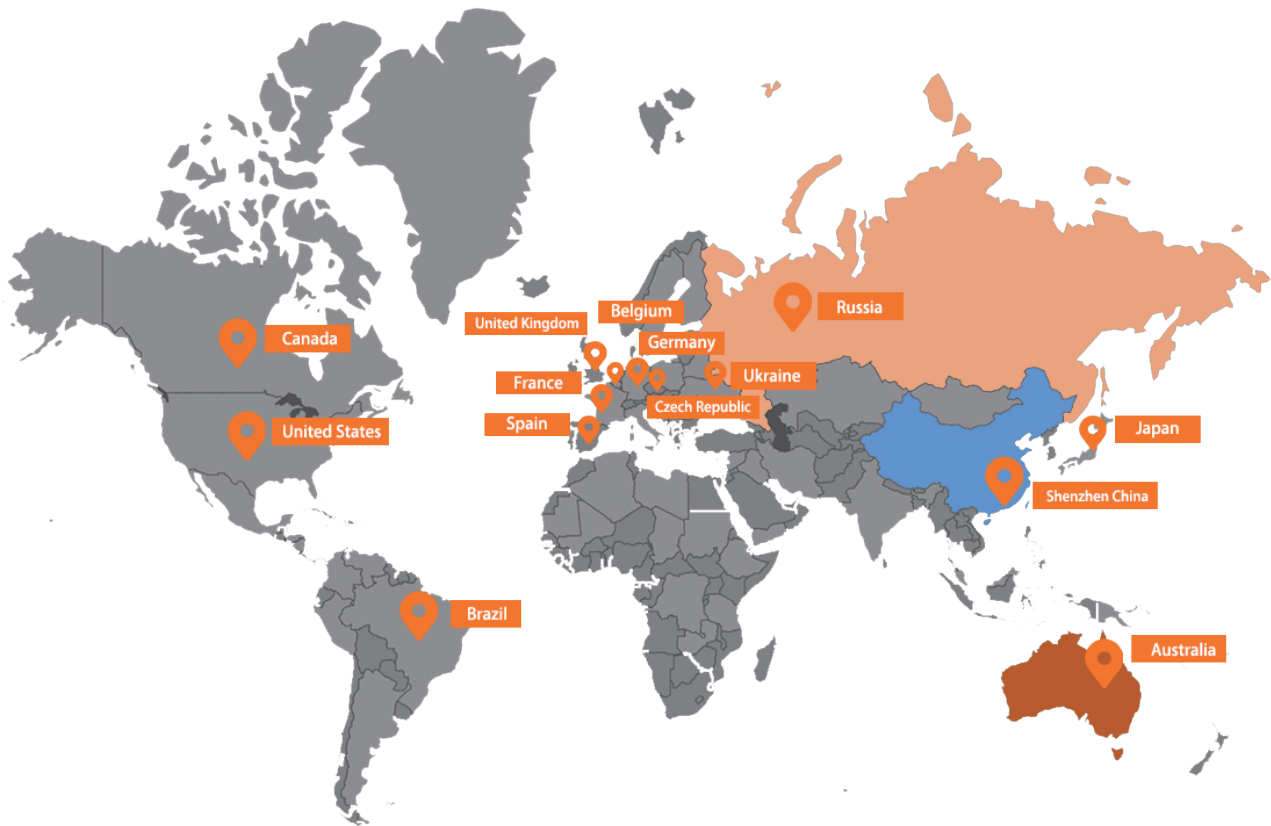 Belgium
Russia
United Kingdom
Canada
Germany
France
Ukraine
Czech Republic
Spain
United States
Japan
Shenzhen China
Brazil
Australia